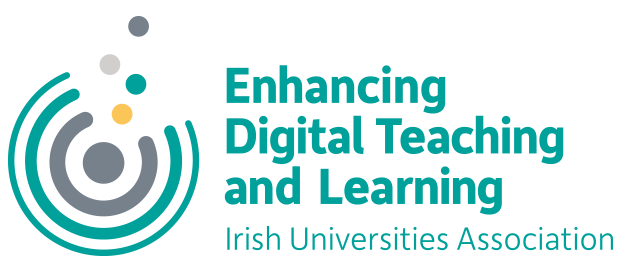 Enhancing
Digital Teaching
and Learning
Irish Universities Association